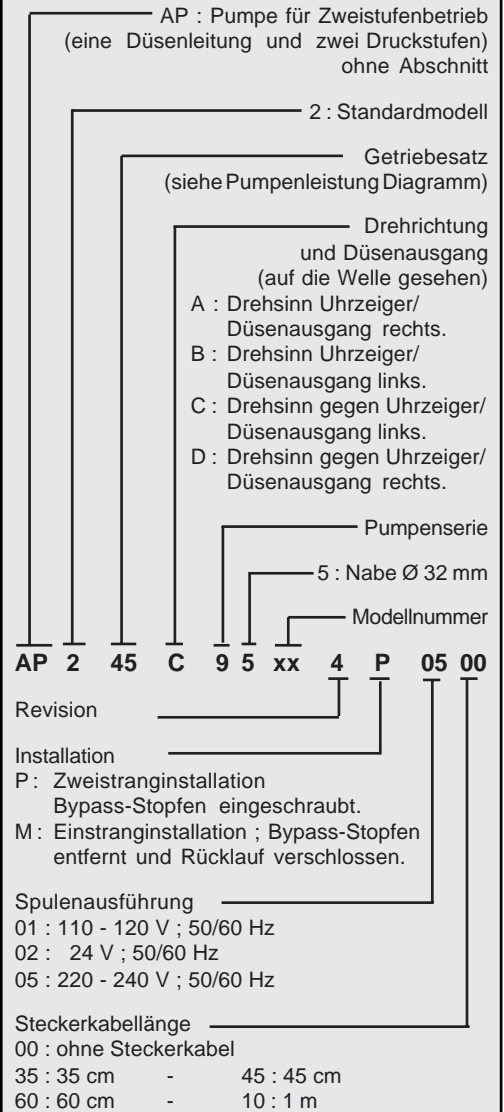 AP : Pumpe für Zweistufenbetrieb
(eine Düsenleitung und zwei Druckstufen)
ohne Abschnitt
2 : Standardmodell
Getriebesatz
(siehe Pumpenleistung Diagramm)
Drehrichtung
und Düsenausgang
(auf die Welle gesehen)
A : Drehsinn Uhrzeiger/
Düsenausgang rechts.
B : Drehsinn Uhrzeiger/
Düsenausgang links.
C : Drehsinn gegen Uhrzeiger/
Düsenausgang links.
D : Drehsinn gegen Uhrzeiger/
Düsenausgang rechts.
Pumpenserie
5 : Nabe Ø 32 mm
Modellnummer
AP 2 45 C 9 5 xx 4 P 05 00
Revision
Installation
P : Zweistranginstallation
Bypass-Stopfen eingeschraubt.
M : Einstranginstallation ; Bypass-Stopfen
entfernt und Rücklauf verschlossen.
Spulenausführung
01 : 110 - 120 V ; 50/60 Hz
02 : 24 V ; 50/60 Hz
05 : 220 - 240 V ; 50/60 Hz
Steckerkabellänge
00 : ohne Steckerkabel
35 : 35 cm - 45 : 45 cm
60 : 60 cm - 10 : 1 m